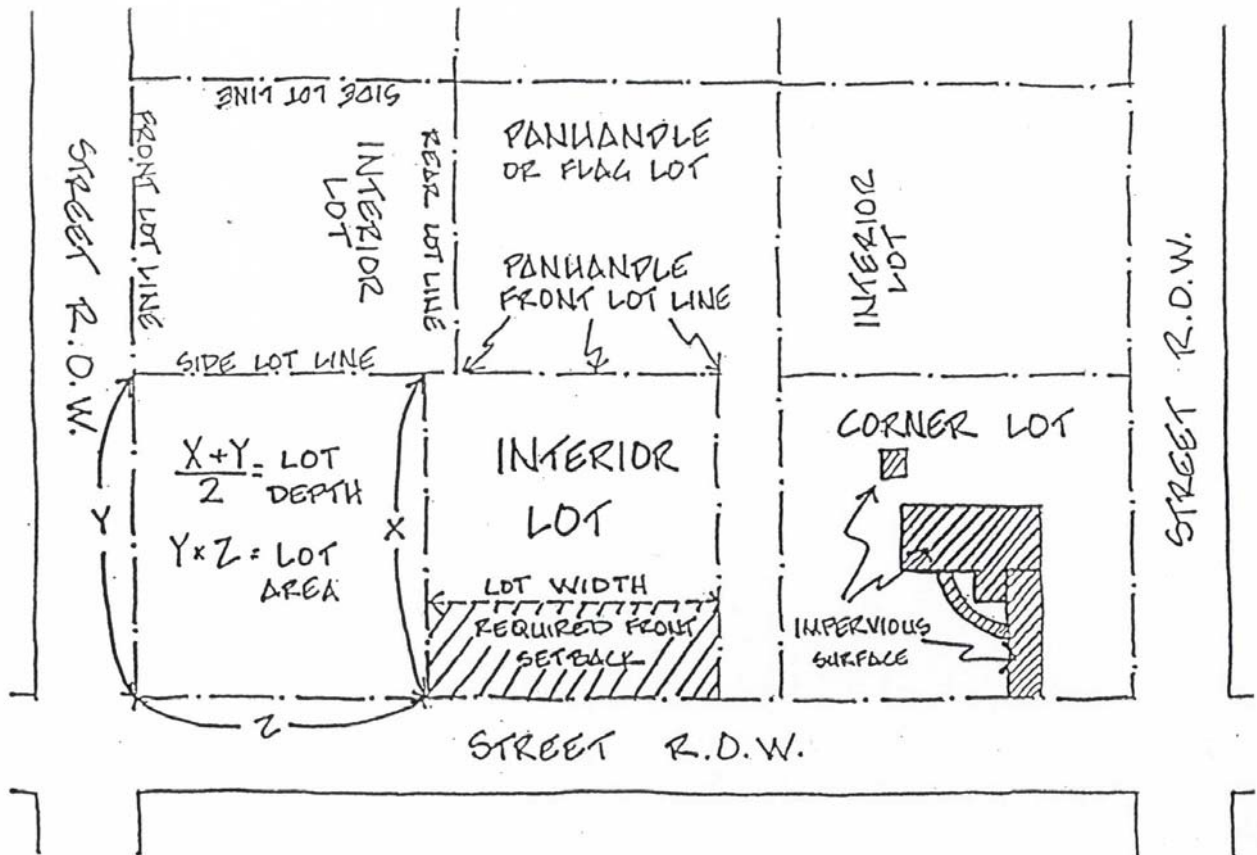 STREET R.O.W.
FRONT LOT LINE
SIDE LOT LINE
INTERIOR
LOT
REAR LOT LINE
PANHANDLE
OR FLAG LOT
PANHANDLE
FRONT LOT LINE
INTERIOR
LOT
STREET R.O.W.
SIDE LOT LINE
X+Y
2
= LOT
DEPTH
Y
X
Y × Z = LOT
AREA
Z
INTERIOR
LOT
LOT WIDTH
REQUIRED FRONT
SETBACK
CORNER LOT
IMPERVIOUS
SURFACE
STREET R.O.W.